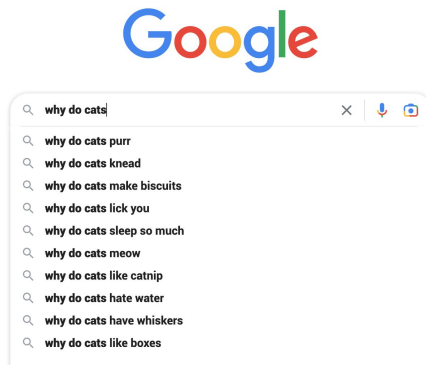 Google
why do cats
why do cats purr
why do cats knead
why do cats make biscuits
why do cats lick you
why do cats sleep so much
why do cats meow
why do cats like catnip
why do cats hate water
why do cats have whiskers
why do cats like boxes